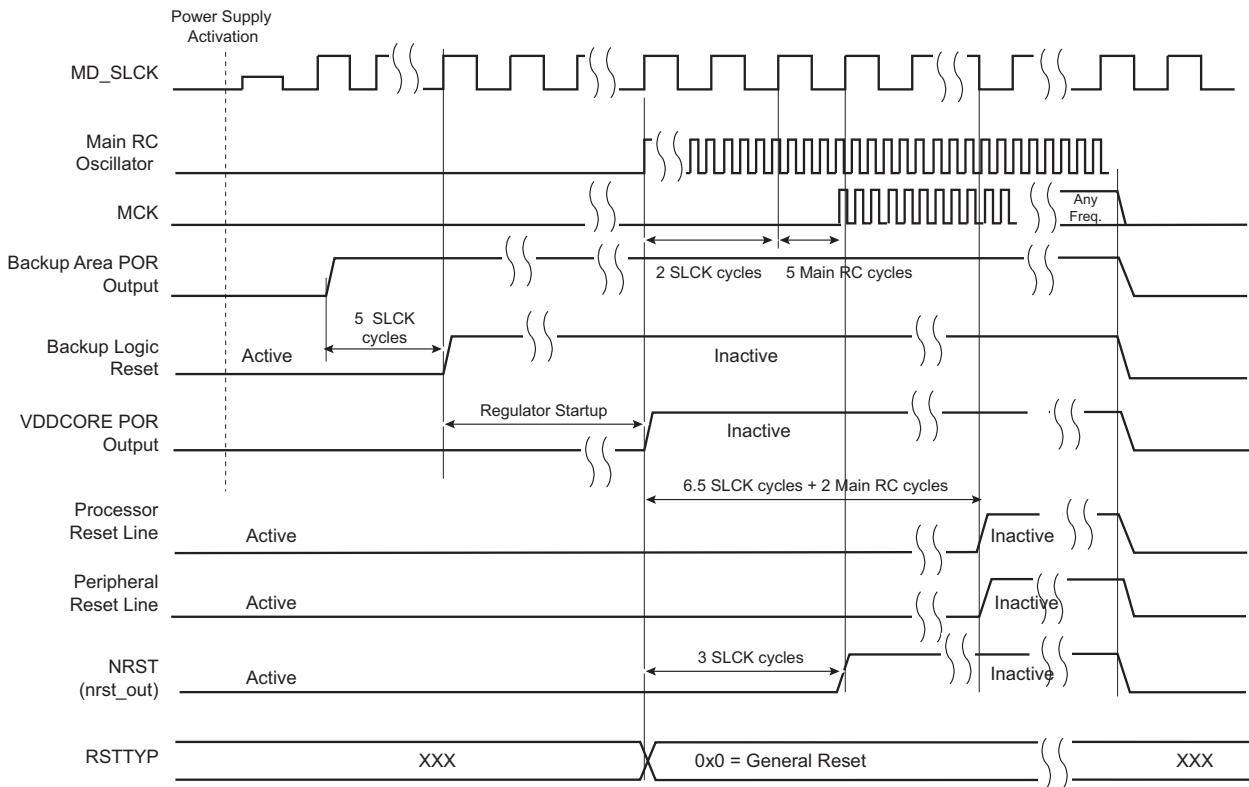 Power Supply
Activation
MD_SLCK
Main RC
Oscillator
MCK
Any
Freq.
2 SLCK cycles
5 Main RC cycles
Backup Area POR
Output
5 SLCK
cycles
Backup Logic
Reset
Active
Inactive
Regulator Startup
VDDCORE POR
Output
Inactive
6.5 SLCK cycles + 2 Main RC cycles
Processor
Reset Line
Active
Inactive
Peripheral
Reset Line
Active
Inactive
3 SLCK cycles
NRST
(nrst_out)
Active
Inactive
RSTTYP
XXX
0x0 = General Reset
XXX